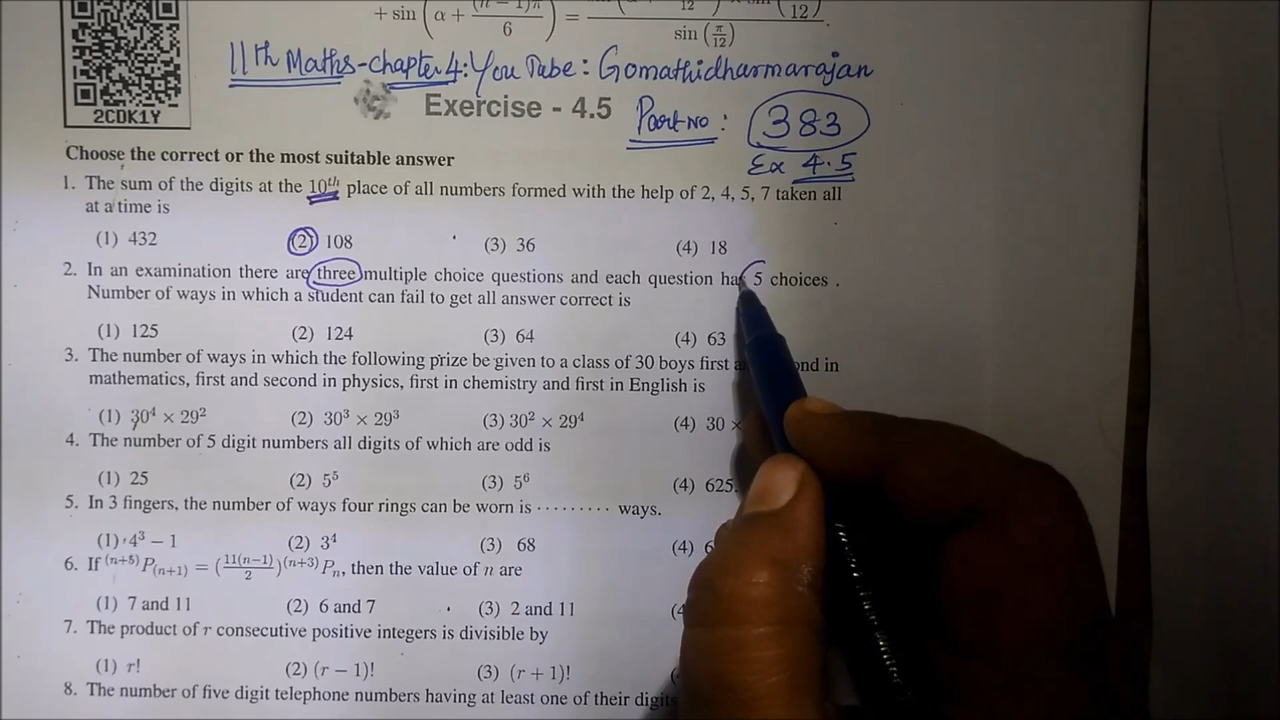 + sin (α + (n − 1)π / 6) = sin (π/12)
11th Maths-chapter 4: You Tube: Gomathidharmarajan
2CDK1Y
Exercise - 4.5 Part No: 383
Ex 4.5
Choose the correct or the most suitable answer
1. The sum of the digits at the 10th place of all numbers formed with the help of 2, 4, 5, 7 taken all
at a time is
(1) 432 (2) 108 (3) 36 (4) 18
2. In an examination there are three multiple choice questions and each question has 5 choices .
Number of ways in which a student can fail to get all answer correct is
(1) 125 (2) 124 (3) 64 (4) 63
3. The number of ways in which the following prize be given to a class of 30 boys first in
mathematics, first and second in physics, first in chemistry and first in English is
(1) 30⁴ × 29² (2) 30³ × 29³ (3) 30² × 29⁴ (4) 30 ×
4. The number of 5 digit numbers all digits of which are odd is
(1) 25 (2) 5⁵ (3) 5⁶ (4) 625.
5. In 3 fingers, the number of ways four rings can be worn is ········· ways.
(1) 4³ − 1 (2) 3⁴ (3) 68 (4)
6. If ⁽ⁿ⁺⁵⁾P₍ₙ₊₁₎ = (11(n−1)/2)⁽ⁿ⁺³⁾Pₙ, then the value of n are
(1) 7 and 11 (2) 6 and 7 (3) 2 and 11
7. The product of r consecutive positive integers is divisible by
(1) r! (2) (r − 1)! (3) (r + 1)!
8. The number of five digit telephone numbers having at least one of their digits